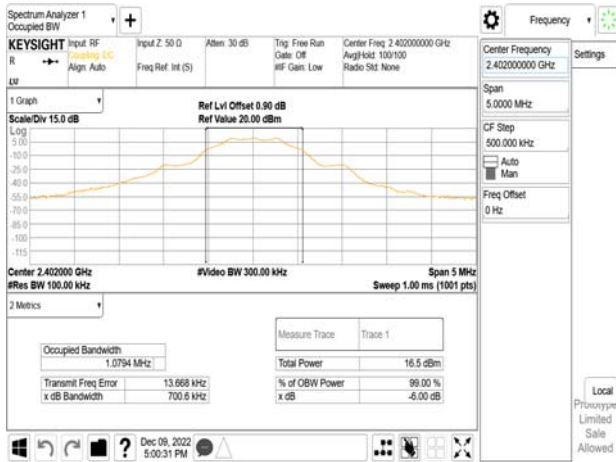 Spectrum Analyzer 1
Occupied BW
Frequency
KEYSIGHT
Input: RF
Coupling: DC
Align: Auto
Input Z: 50 Ω
Freq Ref: Int (S)
Atten: 30 dB
Trig: Free Run
Gate: Off
#IF Gain: Low
Center Freq: 2.402000000 GHz
Avg|Hold: 100/100
Radio Std: None
R
LXI
Center Frequency
2.402000000 GHz
Settings
Span
5.0000 MHz
CF Step
500.000 kHz
Auto
Man
Freq Offset
0 Hz
1 Graph
Ref Lvl Offset 0.90 dB
Scale/Div 15.0 dB
Ref Value 20.00 dBm
Log
5.00
-10.0
-25.0
-40.0
-55.0
-70.0
-85.0
-100
-115
Center 2.402000 GHz
#Video BW 300.00 kHz
Span 5 MHz
#Res BW 100.00 kHz
Sweep 1.00 ms (1001 pts)
2 Metrics
Measure Trace
Trace 1
Occupied Bandwidth
1.0794 MHz
Total Power
16.5 dBm
Transmit Freq Error
13.668 kHz
% of OBW Power
99.00 %
x dB Bandwidth
700.6 kHz
x dB
-6.00 dB
Local
Prototype
Limited
Sale
Allowed
?
Dec 09, 2022
5:00:31 PM